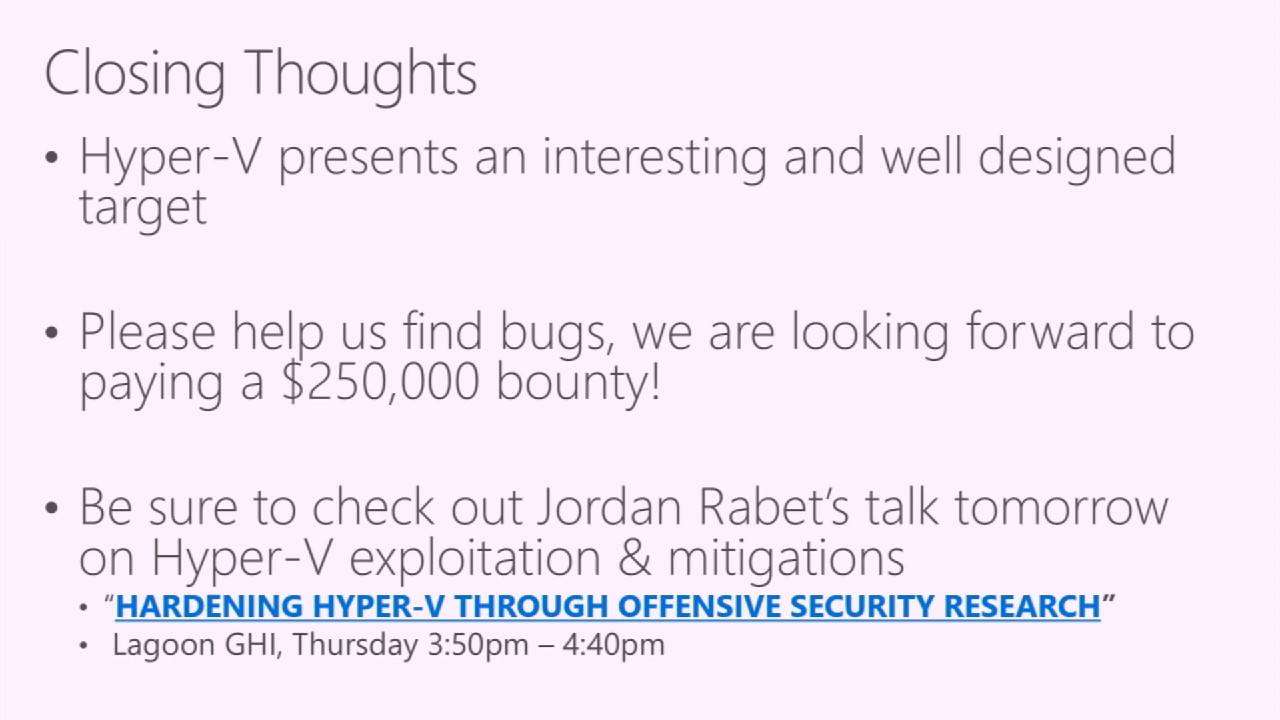 Closing Thoughts
• Hyper-V presents an interesting and well designed
target
• Please help us find bugs, we are looking forward to
paying a $250,000 bounty!
• Be sure to check out Jordan Rabet’s talk tomorrow
on Hyper-V exploitation & mitigations
• “HARDENING HYPER-V THROUGH OFFENSIVE SECURITY RESEARCH”
• Lagoon GHI, Thursday 3:50pm – 4:40pm